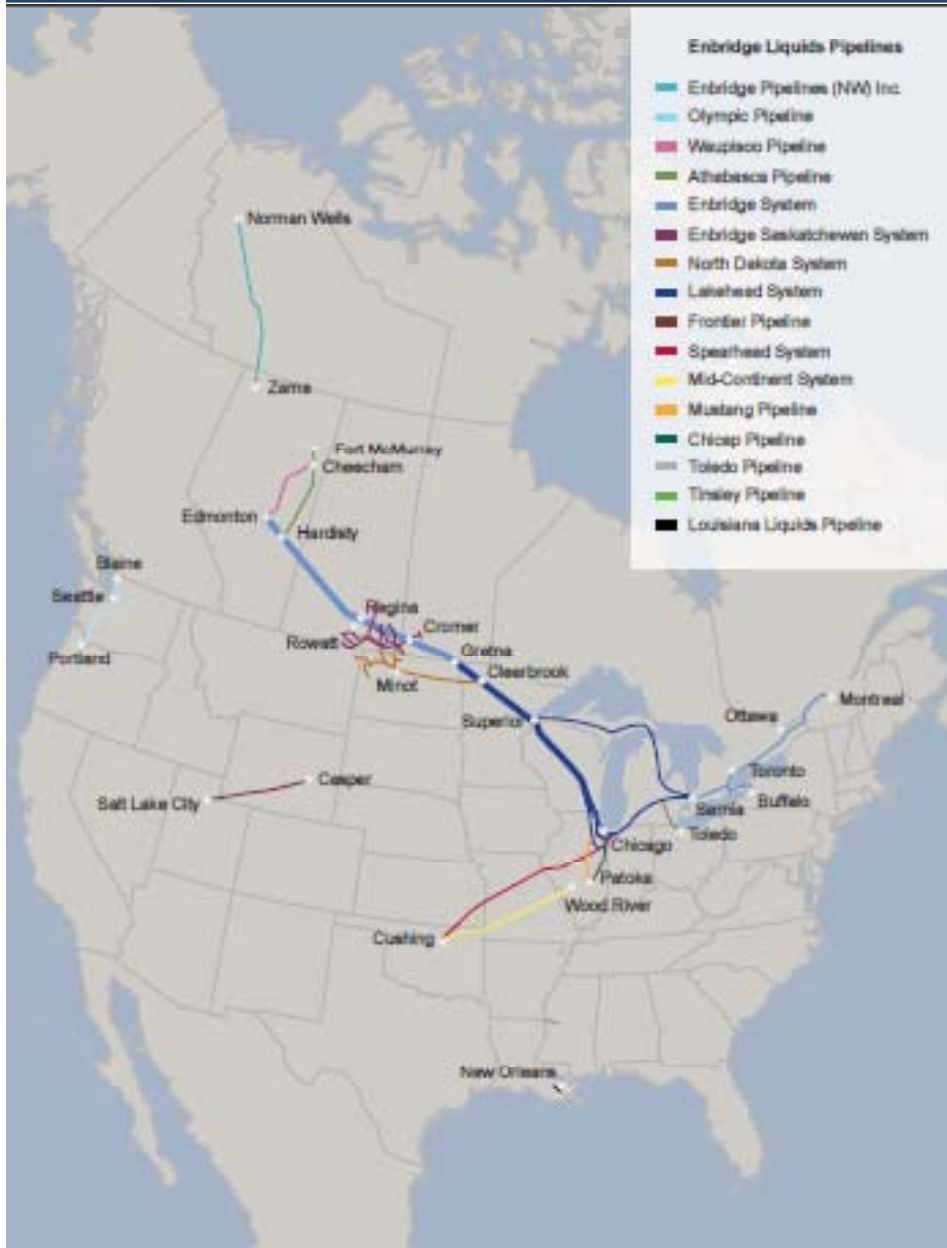 Enbridge Liquids Pipelines
Enbridge Pipelines (NW) Inc.
Olympic Pipeline
Waupisoo Pipeline
Athabasca Pipeline
Enbridge System
Enbridge Saskatchewan System
North Dakota System
Lakehead System
Frontier Pipeline
Spearhead System
Mid-Continent System
Mustang Pipeline
Chicap Pipeline
Toledo Pipeline
Tinsley Pipeline
Louisiana Liquids Pipeline
Norman Wells
Zama
Fort McMurray
Cheecham
Edmonton
Hardisty
Blaine
Seattle
Portland
Regina
Cromer
Rowatt
Gretna
Clearbrook
Minot
Superior
Ottawa
Montreal
Toronto
Buffalo
Sarnia
Toledo
Casper
Salt Lake City
Chicago
Patoka
Wood River
Cushing
New Orleans